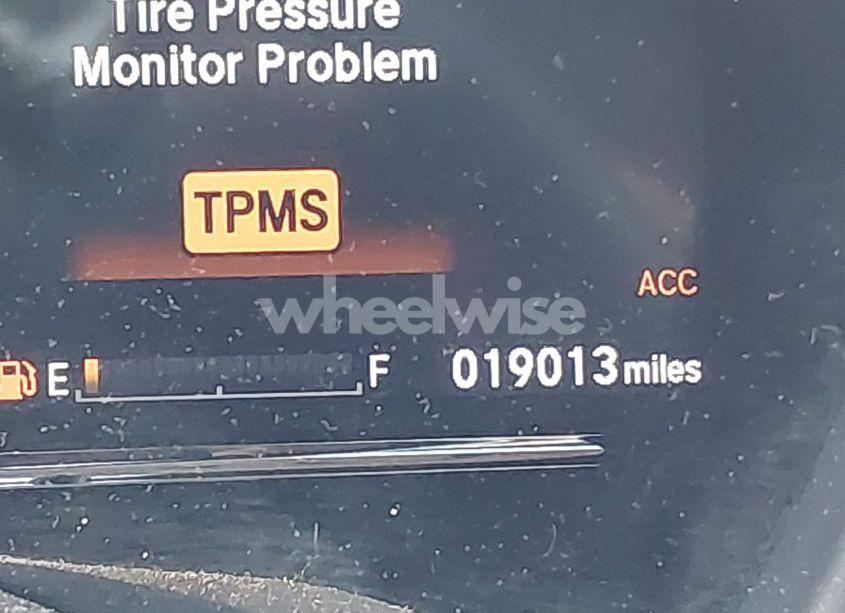 Tire Pressure
Monitor Problem
TPMS
ACC
wheelwise
E F 019013 miles